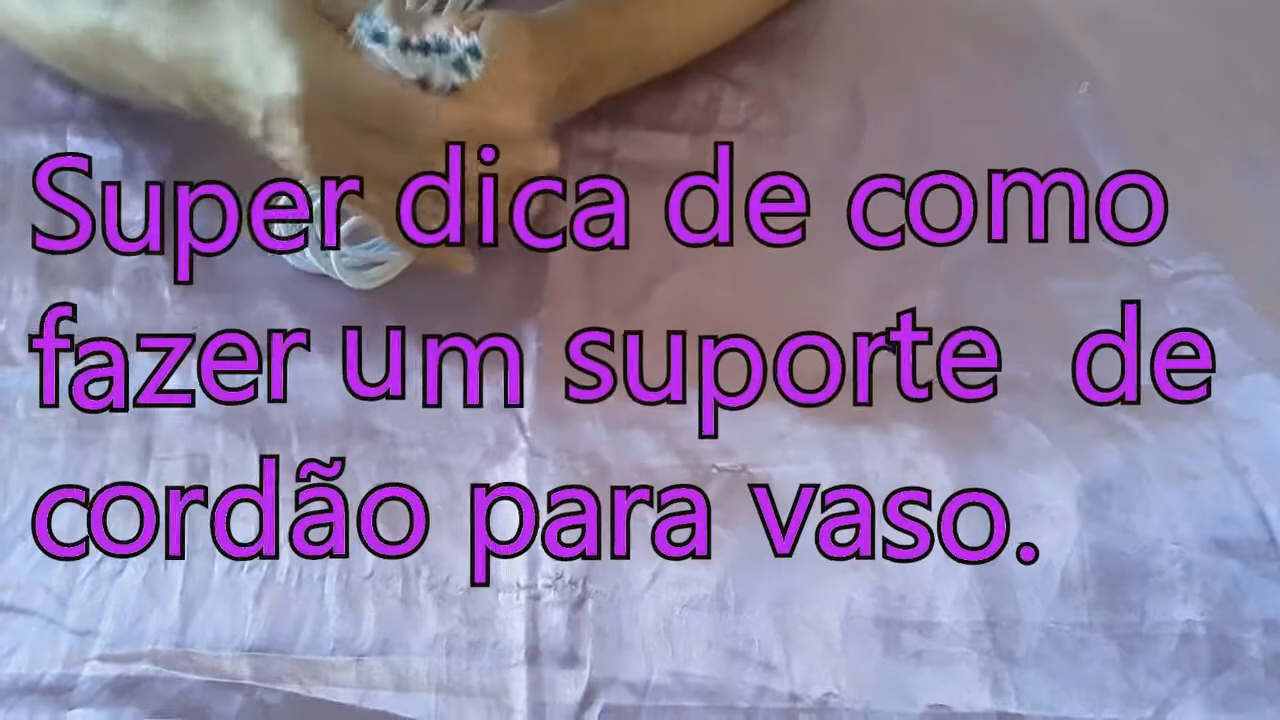 Super dica de como
fazer um suporte  de
cordão para vaso.